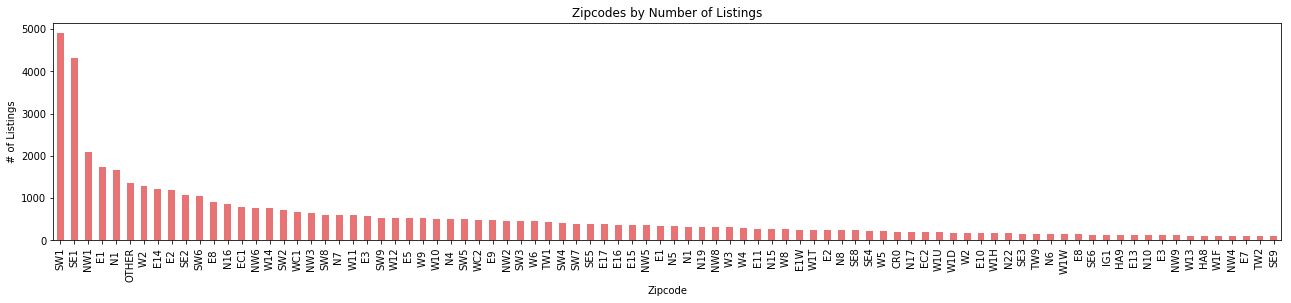 Zipcodes by Number of Listings
# of Listings
5000
4000
3000
2000
1000
0
SW1 SE1 NW1 E1 N1 OTHER W2 E14 E2 SE2 SW6 E8 N16 EC1 NW6 W14 SW2 WC1 NW3 SW8 N7 W11 E3 SW9 W12 E5 W9 W10 N4 SW5 WC2 E9 NW2 SW3 W6 TW1 SW4 SW7 SE5 E17 E16 E15 NW5 E1 N5 N1 N19 NW8 W3 W4 E11 N15 W8 E1W W1T E2 N8 SE8 SE4 W5 CR0 N17 EC2 W1U W1D W2 E10 W1H N22 SE3 TW9 N6 W1W E8 SE6 IG1 HA9 E13 N10 E3 NW9 W13 HA8 W1F NW4 E7 TW2 SE9
Zipcode